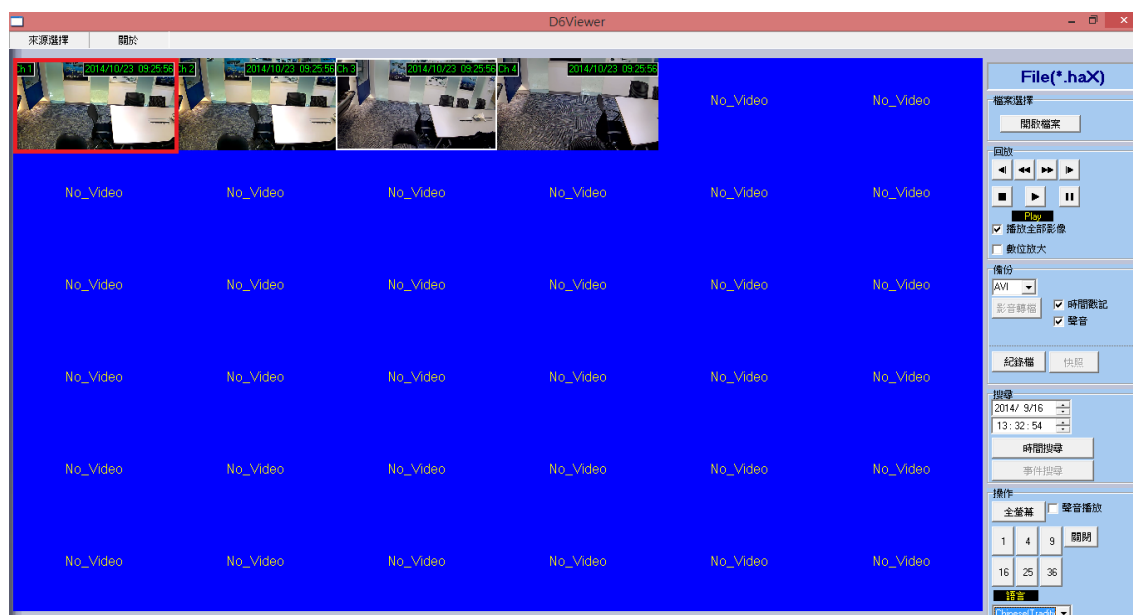 D6Viewer
來源選擇 關於
Ch 1 2014/10/23 09:25:56 Ch 2 2014/10/23 09:25:56 Ch 3 2014/10/23 09:25:56 Ch 4 2014/10/23 09:25:56
No_Video No_Video
No_Video No_Video No_Video No_Video No_Video No_Video
No_Video No_Video No_Video No_Video No_Video No_Video
No_Video No_Video No_Video No_Video No_Video No_Video
No_Video No_Video No_Video No_Video No_Video No_Video
No_Video No_Video No_Video No_Video No_Video No_Video
File(*.haX)
檔案選擇
開啟檔案
回放
Play
播放全部影像
數位放大
備份
AVI
影音轉檔 時間戳記
聲音
紀錄檔 快照
搜尋
2014/ 9/16
13:32:54
時間搜尋
事件搜尋
操作
全螢幕 聲音播放
1 4 9 關閉
16 25 36
語言